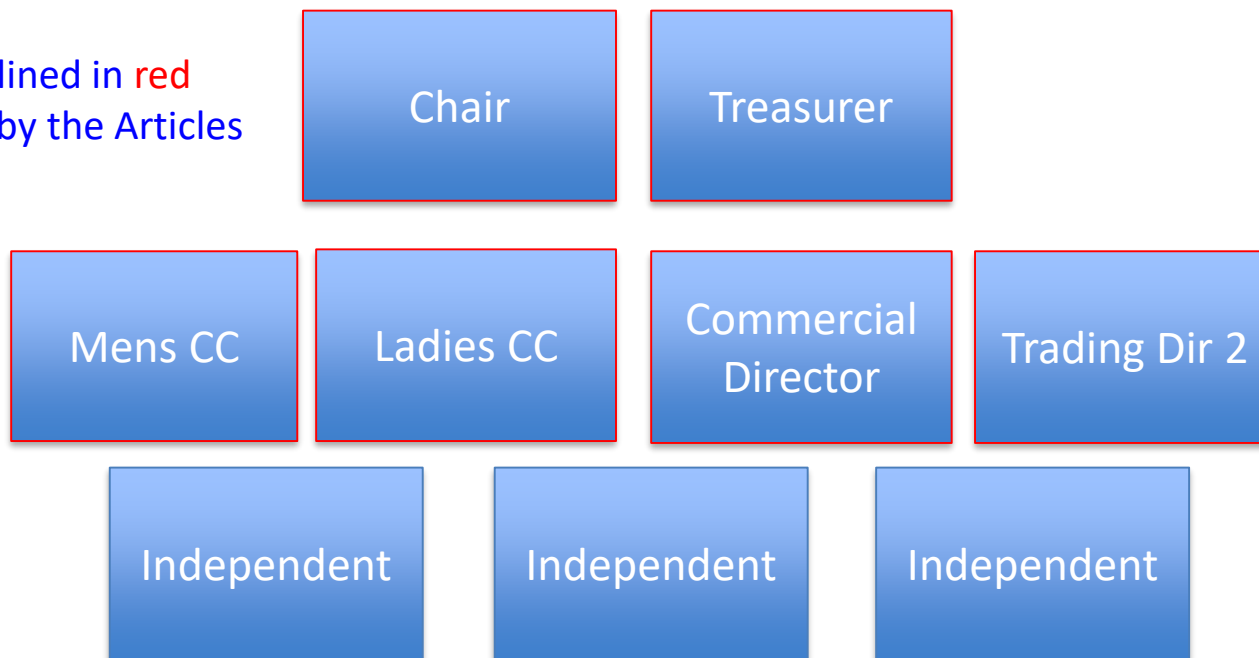 lined in red
by the Articles
Chair
Treasurer
Mens CC
Ladies CC
Commercial
Director
Trading Dir 2
Independent
Independent
Independent